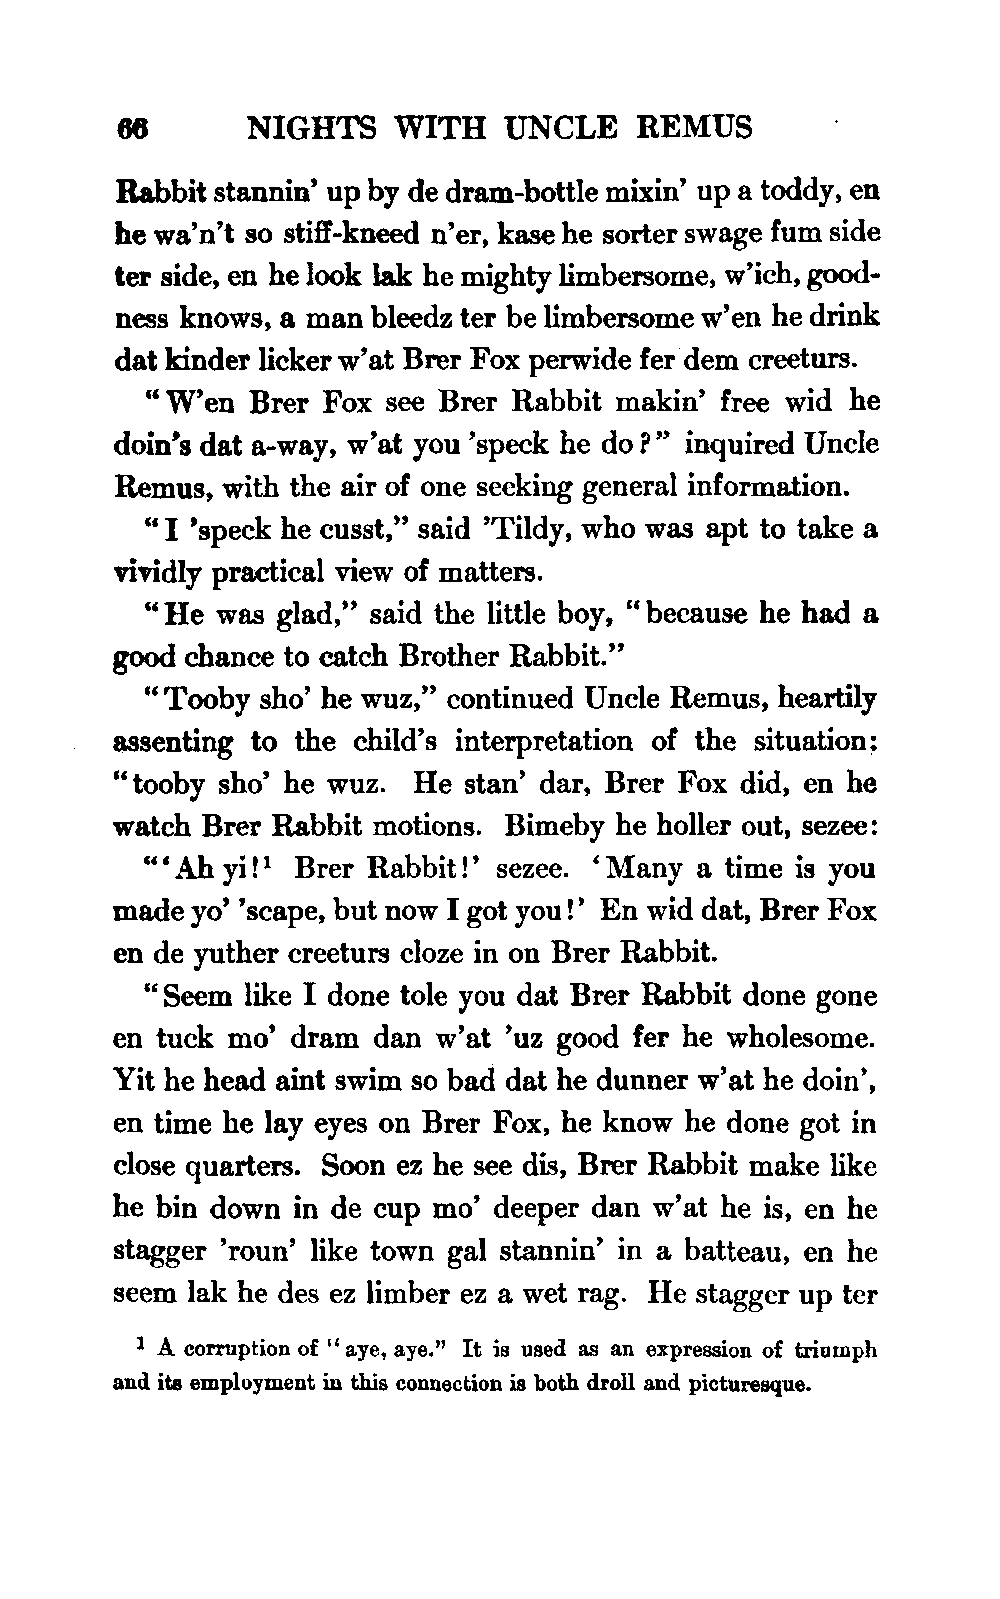 66 NIGHTS WITH UNCLE REMUS
Rabbit stannin' up by de dram-bottle mixin' up a toddy, en
he wa'n't so stiff-kneed n'er, kase he sorter swage fum side
ter side, en he look lak he mighty limbersome, w'ich, good-
ness knows, a man bleedz ter be limbersome w'en he drink
dat kinder licker w'at Brer Fox perwide fer dem creeturs.
"W'en Brer Fox see Brer Rabbit makin' free wid he
doin's dat a-way, w'at you 'speck he do?" inquired Uncle
Remus, with the air of one seeking general information.
"I 'speck he cusst," said 'Tildy, who was apt to take a
vividly practical view of matters.
"He was glad," said the little boy, "because he had a
good chance to catch Brother Rabbit."
"Tooby sho' he wuz," continued Uncle Remus, heartily
assenting to the child's interpretation of the situation;
"tooby sho' he wuz. He stan' dar, Brer Fox did, en he
watch Brer Rabbit motions. Bimeby he holler out, sezee:
"'Ah yi!¹ Brer Rabbit!' sezee. 'Many a time is you
made yo' 'scape, but now I got you!' En wid dat, Brer Fox
en de yuther creeturs cloze in on Brer Rabbit.
"Seem like I done tole you dat Brer Rabbit done gone
en tuck mo' dram dan w'at 'uz good fer he wholesome.
Yit he head aint swim so bad dat he dunner w'at he doin',
en time he lay eyes on Brer Fox, he know he done got in
close quarters. Soon ez he see dis, Brer Rabbit make like
he bin down in de cup mo' deeper dan w'at he is, en he
stagger 'roun' like town gal stannin' in a batteau, en he
seem lak he des ez limber ez a wet rag. He stagger up ter
¹ A corruption of "aye, aye." It is used as an expression of triumph
and its employment in this connection is both droll and picturesque.